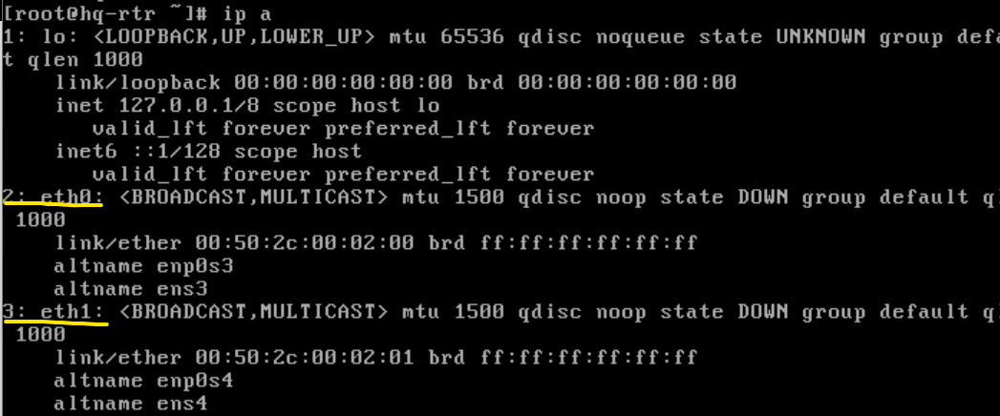 [root@hq-rtr ~]# ip a
1: lo: <LOOPBACK,UP,LOWER_UP> mtu 65536 qdisc noqueue state UNKNOWN group defa
t qlen 1000
    link/loopback 00:00:00:00:00:00 brd 00:00:00:00:00:00
    inet 127.0.0.1/8 scope host lo
       valid_lft forever preferred_lft forever
    inet6 ::1/128 scope host
       valid_lft forever preferred_lft forever
2: eth0: <BROADCAST,MULTICAST> mtu 1500 qdisc noop state DOWN group default q
 1000
    link/ether 00:50:2c:00:02:00 brd ff:ff:ff:ff:ff:ff
    altname enp0s3
    altname ens3
3: eth1: <BROADCAST,MULTICAST> mtu 1500 qdisc noop state DOWN group default q
 1000
    link/ether 00:50:2c:00:02:01 brd ff:ff:ff:ff:ff:ff
    altname enp0s4
    altname ens4